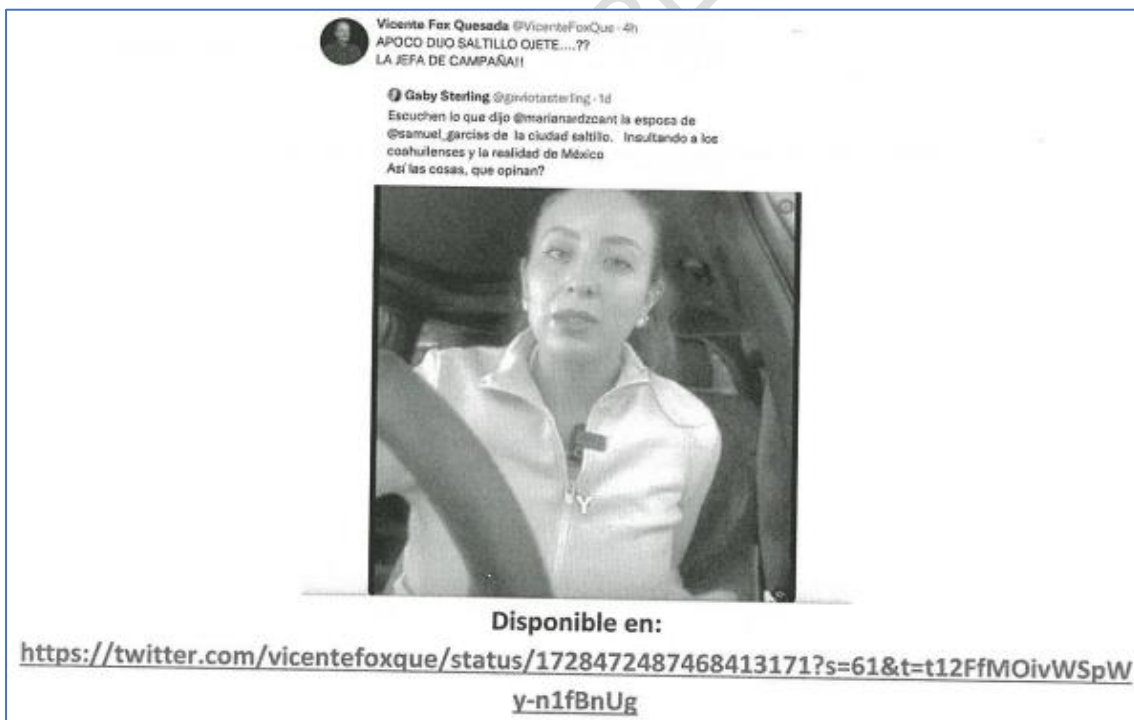 Vicente Fox Quesada @VicenteFoxQue · 4h
APOCO DIJO SALTILLO OJETE....??
LA JEFA DE CAMPAÑA!!
Gaby Sterling @gaviotasterling · 1d
Escuchen lo que dijo @marianardzcant la esposa de
@samuel_garcias de la ciudad saltillo. Insultando a los
coahuilenses y la realidad de México
Así las cosas, que opinan?
Y
Disponible en:
https://twitter.com/vicentefoxque/status/1728472487468413171?s=61&t=t12FfMOivWSpW
y-n1fBnUg